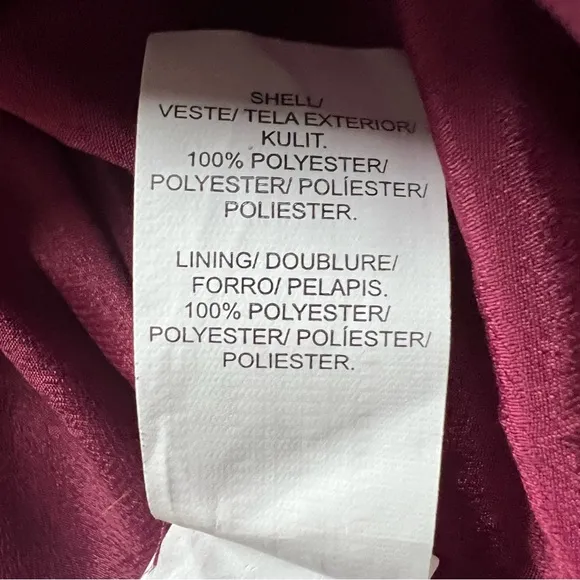 SHELL/
VESTE/ TELA EXTERIOR/
KULIT.
100% POLYESTER/
POLYESTER/ POLÍESTER/
POLIESTER.
LINING/ DOUBLURE/
FORRO/ PELAPIS.
100% POLYESTER/
POLYESTER/ POLÍESTER/
POLIESTER.